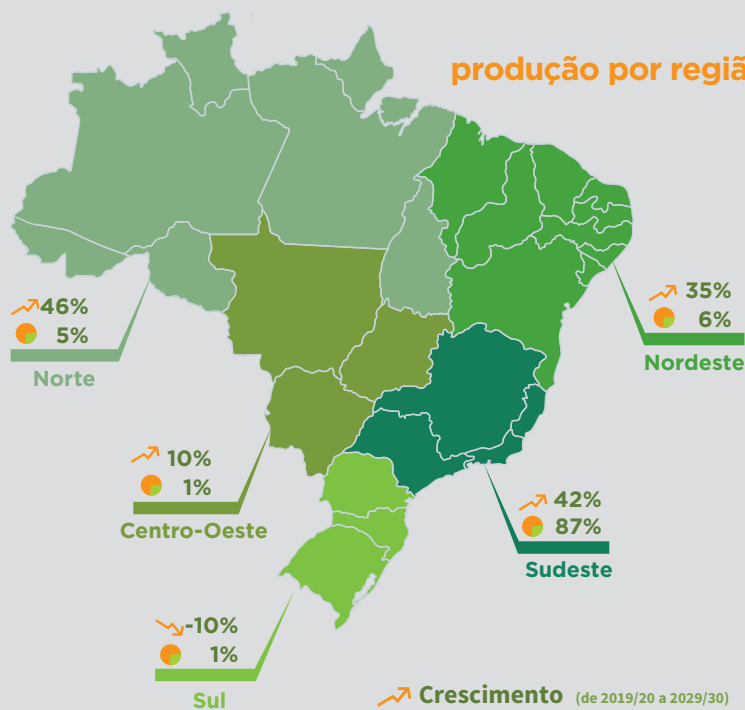 produção por regiã
46%
5%
Norte
35%
6%
Nordeste
10%
1%
Centro-Oeste
42%
87%
Sudeste
-10%
1%
Sul
Crescimento (de 2019/20 a 2029/30)